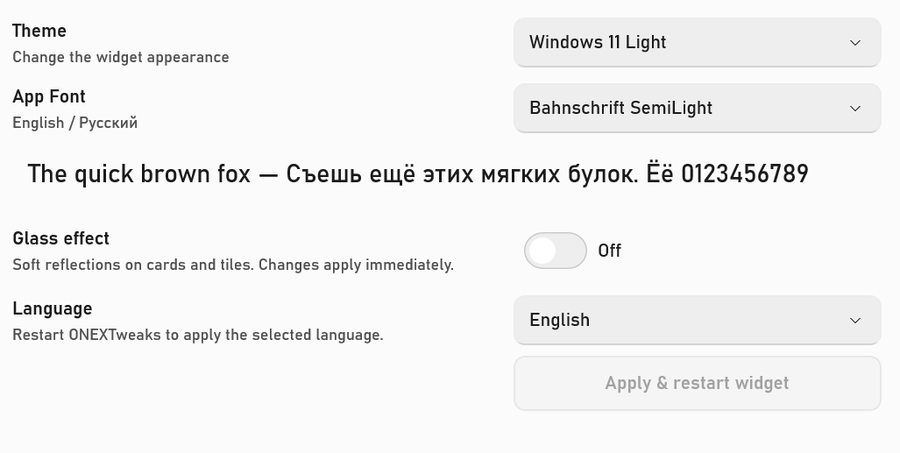 Theme
Change the widget appearance
Windows 11 Light
App Font
English / Русский
Bahnschrift SemiLight
The quick brown fox — Съешь ещё этих мягких булок. Ёё 0123456789
Glass effect
Soft reflections on cards and tiles. Changes apply immediately.
Off
Language
Restart ONEXTweaks to apply the selected language.
English
Apply & restart widget